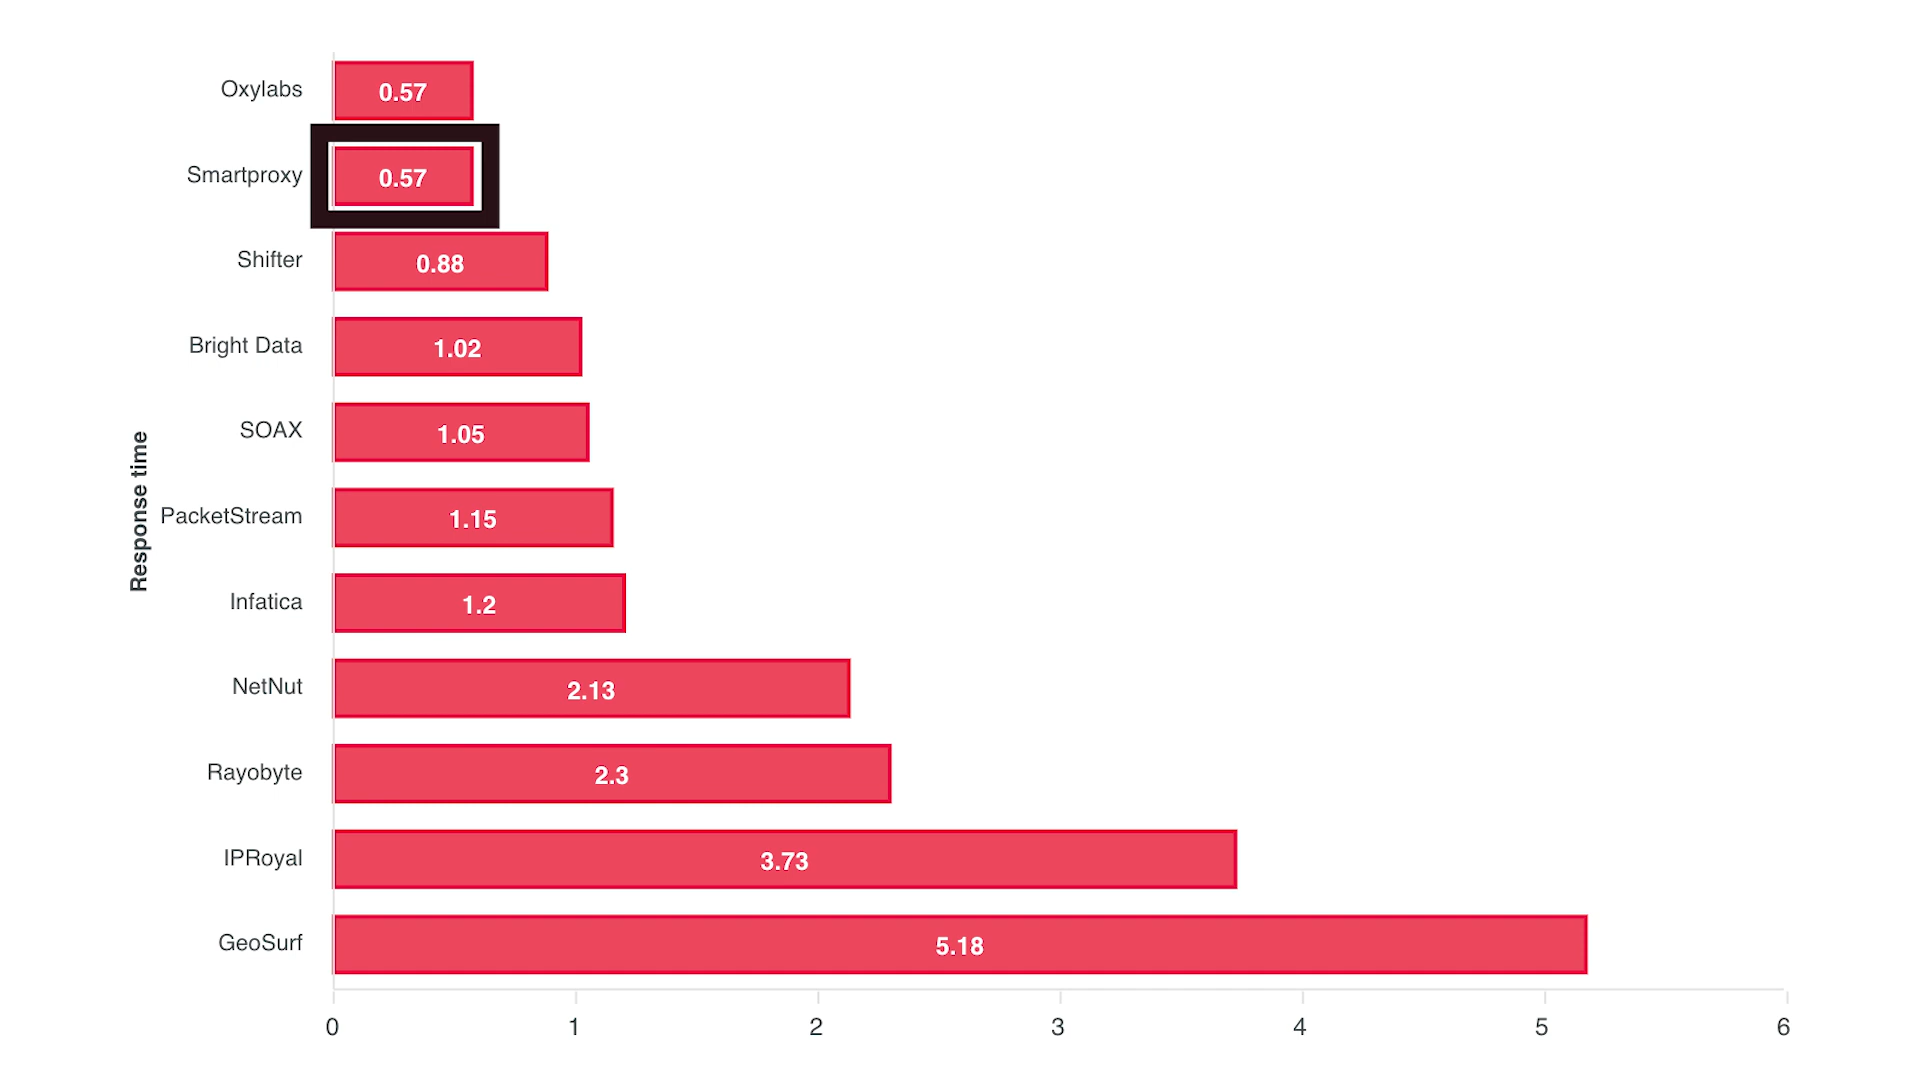 Response time
Oxylabs 0.57
Smartproxy 0.57
Shifter 0.88
Bright Data 1.02
SOAX 1.05
PacketStream 1.15
Infatica 1.2
NetNut 2.13
Rayobyte 2.3
IPRoyal 3.73
GeoSurf 5.18
0 1 2 3 4 5 6